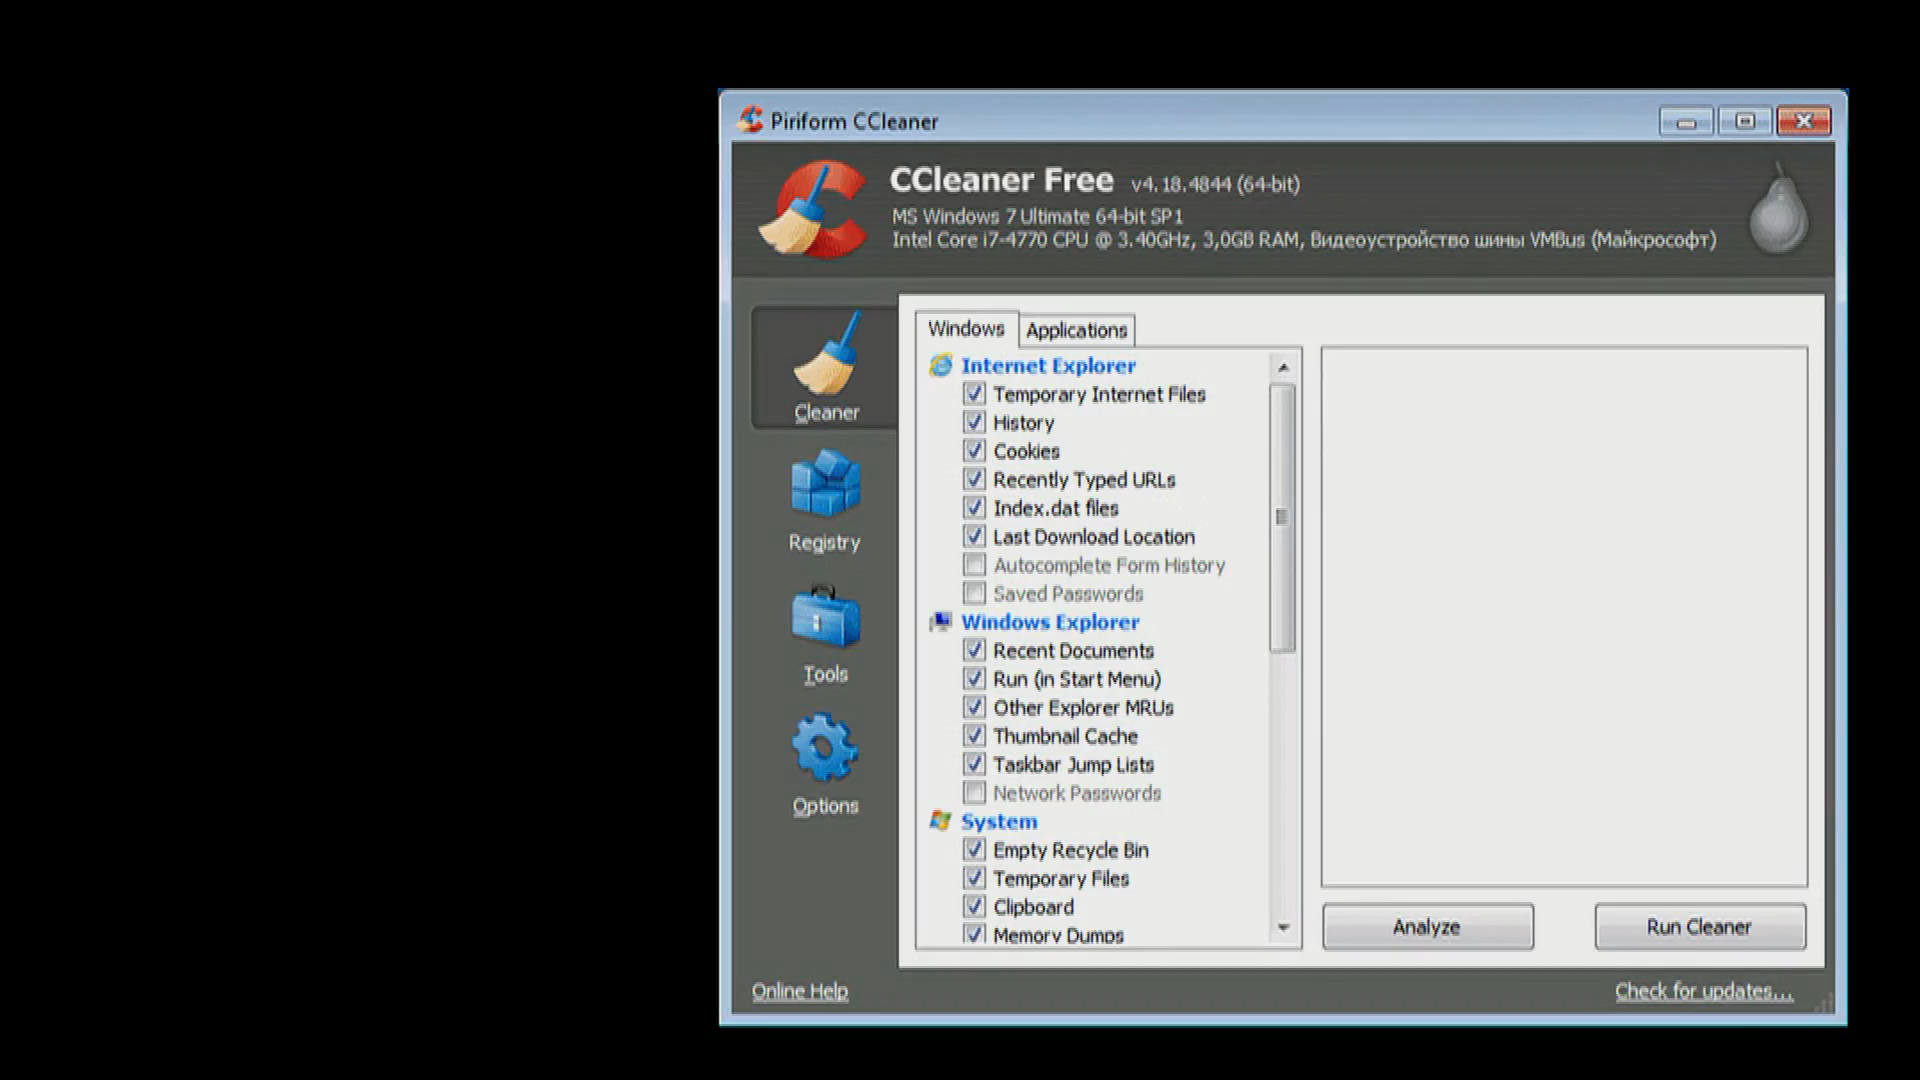 Piriform CCleaner
CCleaner Free v4.18.4844 (64-bit)
MS Windows 7 Ultimate 64-bit SP1
Intel Core i7-4770 CPU @ 3.40GHz, 3,0GB RAM, Видеоустройство шины VMBus (Майкрософт)
Cleaner
Registry
Tools
Options
Windows
Applications
Internet Explorer
Temporary Internet Files
History
Cookies
Recently Typed URLs
Index.dat files
Last Download Location
Autocomplete Form History
Saved Passwords
Windows Explorer
Recent Documents
Run (in Start Menu)
Other Explorer MRUs
Thumbnail Cache
Taskbar Jump Lists
Network Passwords
System
Empty Recycle Bin
Temporary Files
Clipboard
Memory Dumps
Analyze
Run Cleaner
Online Help
Check for updates...